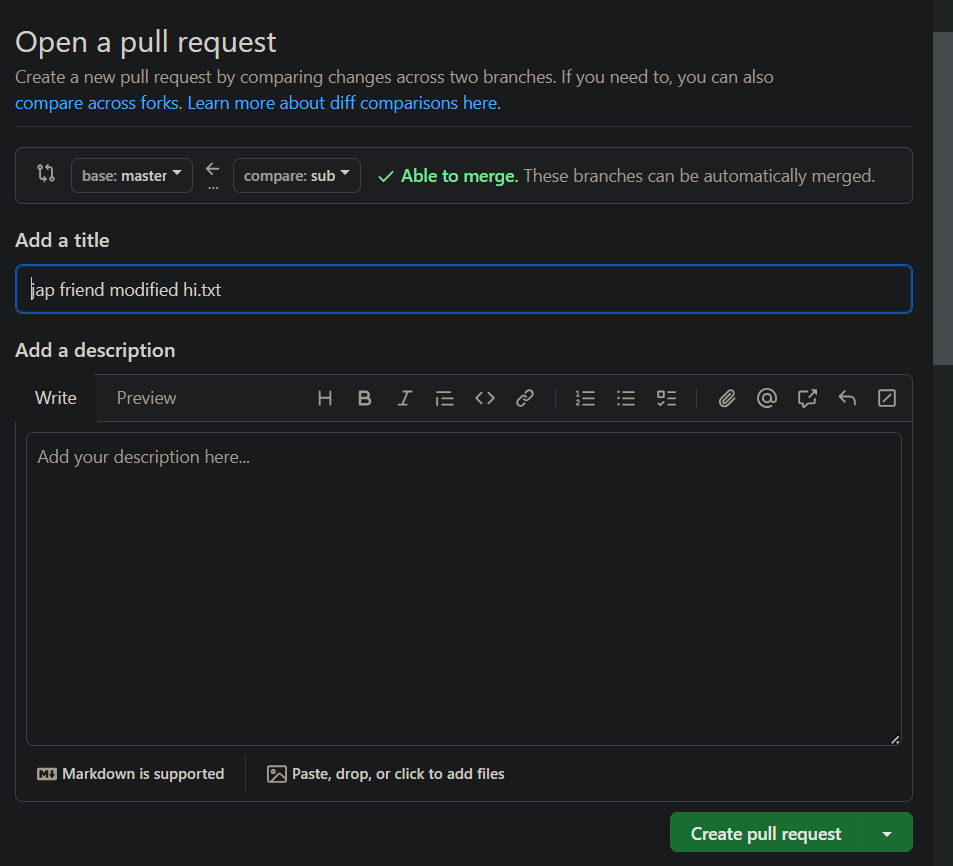 Open a pull request
Create a new pull request by comparing changes across two branches. If you need to, you can also
compare across forks. Learn more about diff comparisons here.
base: master
...
compare: sub
Able to merge. These branches can be automatically merged.
Add a title
jap friend modified hi.txt
Add a description
Write
Preview
Add your description here...
Markdown is supported
Paste, drop, or click to add files
Create pull request